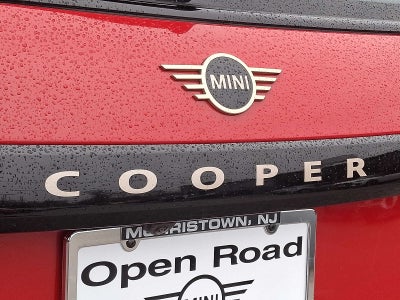 MINI
COOPER
MORRISTOWN, NJ
Open Road
MINI